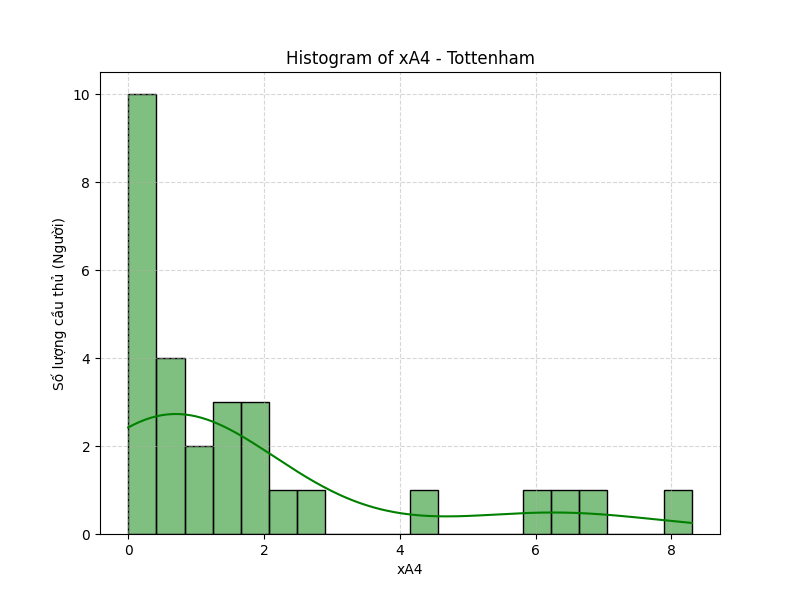 Histogram of xA4 - Tottenham
Số lượng cầu thủ (Người)
10
8
6
4
2
0
0 2 4 6 8
xA4